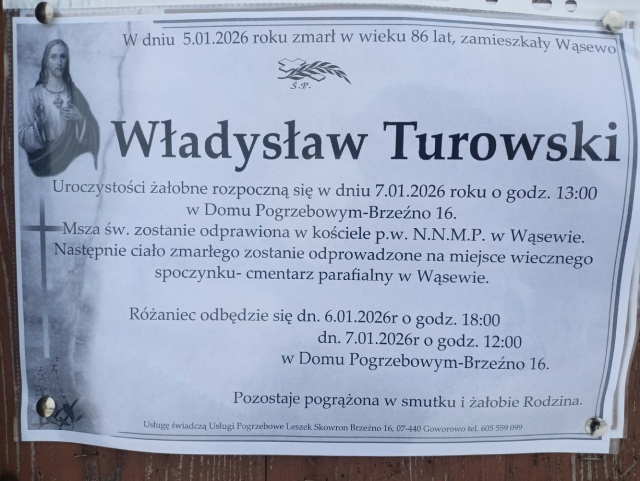 W dniu 5.01.2026 roku zmarł w wieku 86 lat, zamieszkały Wąsewo
Ś.P.
Władysław Turowski
Uroczystości żałobne rozpoczną się w dniu 7.01.2026 roku o godz. 13:00
w Domu Pogrzebowym-Brzeźno 16.
Msza św. zostanie odprawiona w kościele p.w. N.N.M.P. w Wąsewie.
Następnie ciało zmarłego zostanie odprowadzone na miejsce wiecznego
spoczynku- cmentarz parafialny w Wąsewie.
Różaniec odbędzie się dn. 6.01.2026r o godz. 18:00
dn. 7.01.2026r o godz. 12:00
w Domu Pogrzebowym-Brzeźno 16.
Pozostaje pogrążona w smutku i żałobie Rodzina.
Usługę świadczą Usługi Pogrzebowe Leszek Skowron Brzeźno 16, 07-440 Goworowo tel. 605 559 099